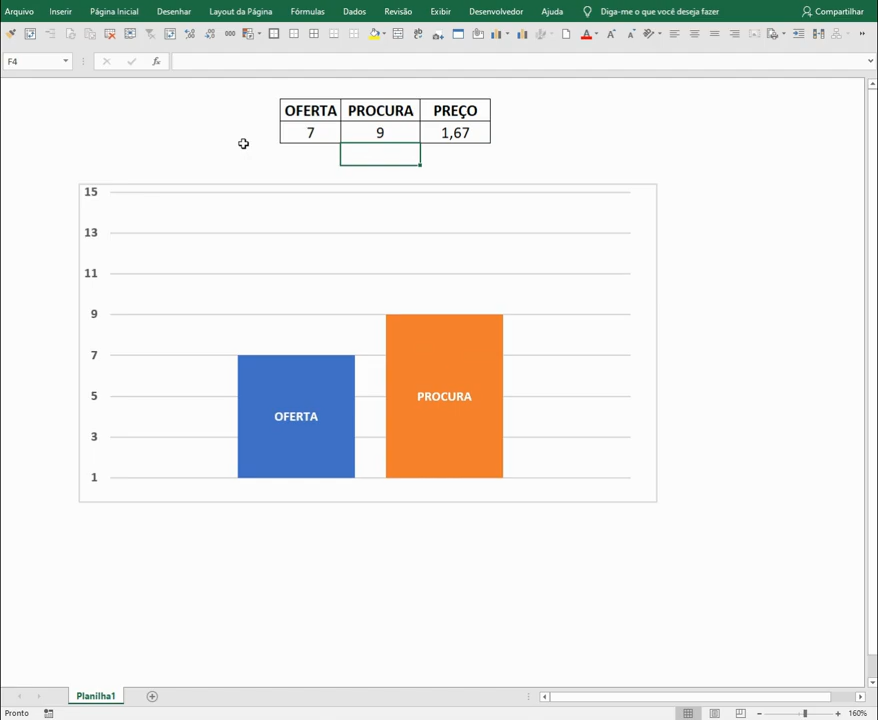 Arquivo Inserir Página Inicial Desenhar Layout da Página Fórmulas Dados Revisão Exibir Desenvolvedor Ajuda Diga-me o que você deseja fazer Compartilhar
F4 fx
OFERTA PROCURA PREÇO
7 9 1,67
15
13
11
9
7
5
3
1
PROCURA
OFERTA
Planilha1
Pronto 160%